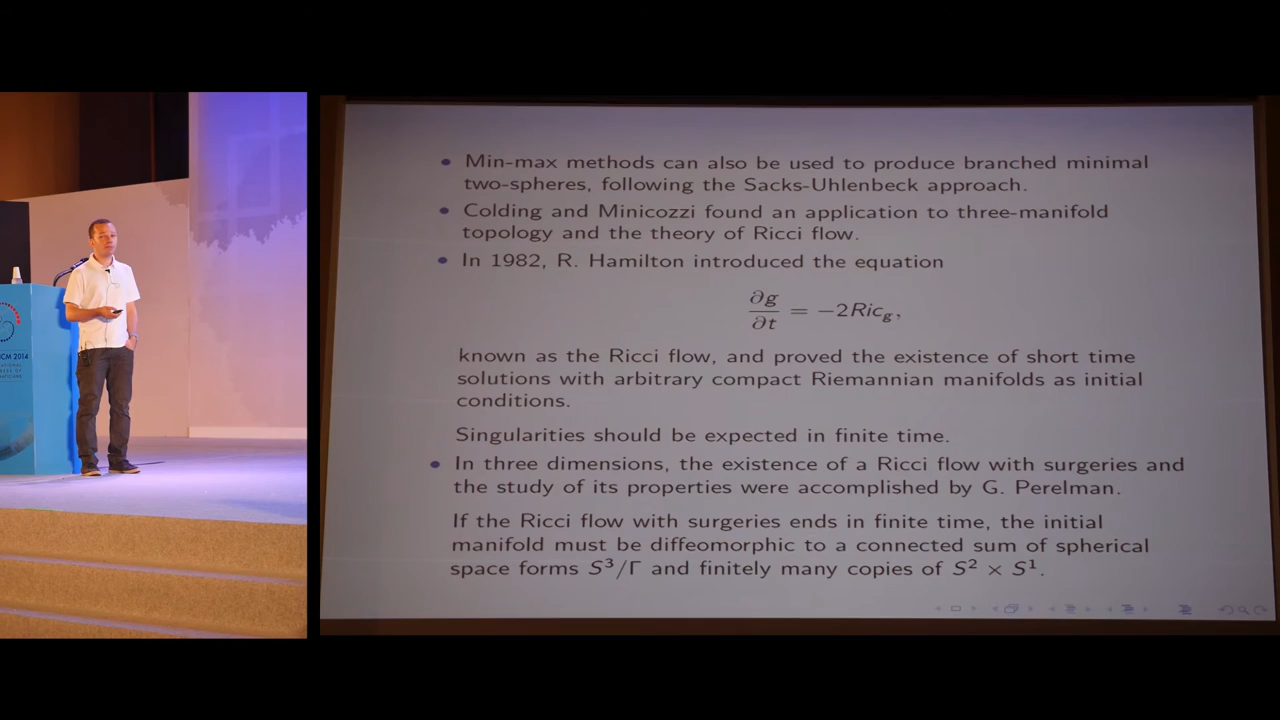 CM 2014
• Min-max methods can also be used to produce branched minimal
two-spheres, following the Sacks-Uhlenbeck approach.
• Colding and Minicozzi found an application to three-manifold
topology and the theory of Ricci flow.
• In 1982, R. Hamilton introduced the equation
∂g/∂t = −2Ric_g,
known as the Ricci flow, and proved the existence of short time
solutions with arbitrary compact Riemannian manifolds as initial
conditions.
Singularities should be expected in finite time.
• In three dimensions, the existence of a Ricci flow with surgeries and
the study of its properties were accomplished by G. Perelman.
If the Ricci flow with surgeries ends in finite time, the initial
manifold must be diffeomorphic to a connected sum of spherical
space forms S³/Γ and finitely many copies of S² × S¹.